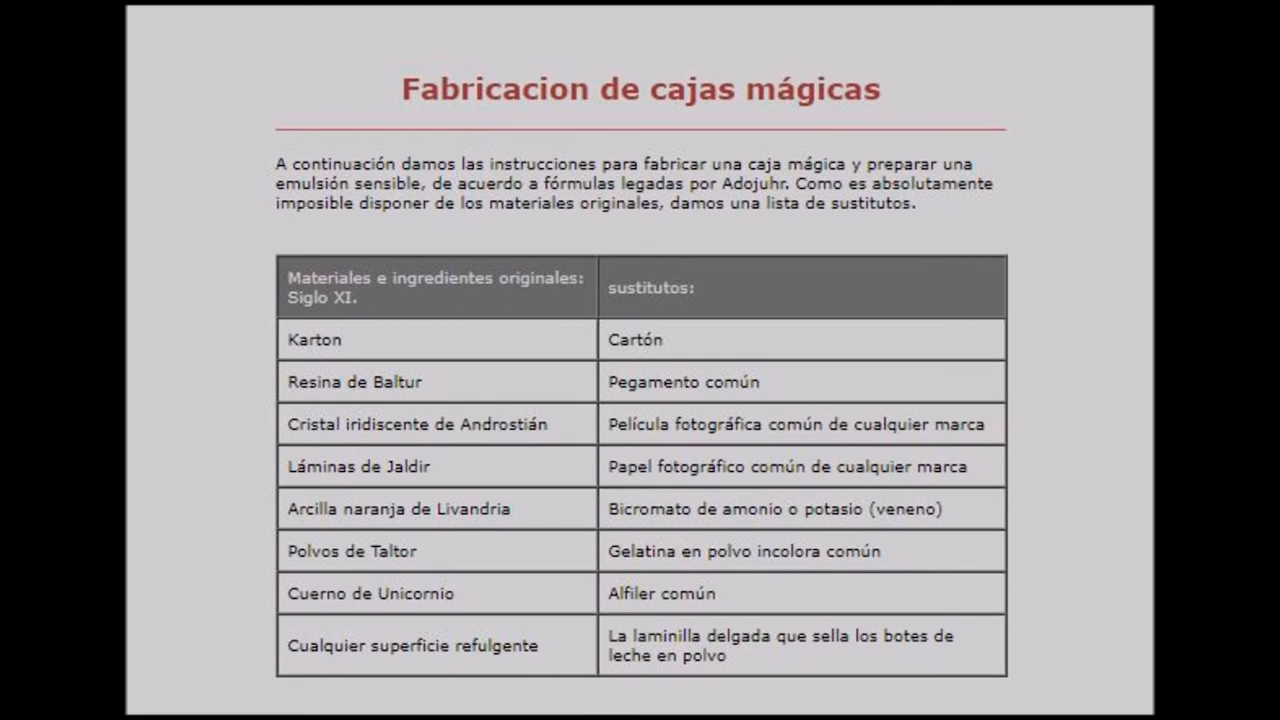 Fabricacion de cajas mágicas
A continuación damos las instrucciones para fabricar una caja mágica y preparar una
emulsión sensible, de acuerdo a fórmulas legadas por Adojuhr. Como es absolutamente
imposible disponer de los materiales originales, damos una lista de sustitutos.
Materiales e ingredientes originales:
Siglo XI.
sustitutos:
Karton
Cartón
Resina de Baltur
Pegamento común
Cristal iridiscente de Androstián
Película fotográfica común de cualquier marca
Láminas de Jaldir
Papel fotográfico común de cualquier marca
Arcilla naranja de Livandria
Bicromato de amonio o potasio (veneno)
Polvos de Taltor
Gelatina en polvo incolora común
Cuerno de Unicornio
Alfiler común
Cualquier superficie refulgente
La laminilla delgada que sella los botes de
leche en polvo